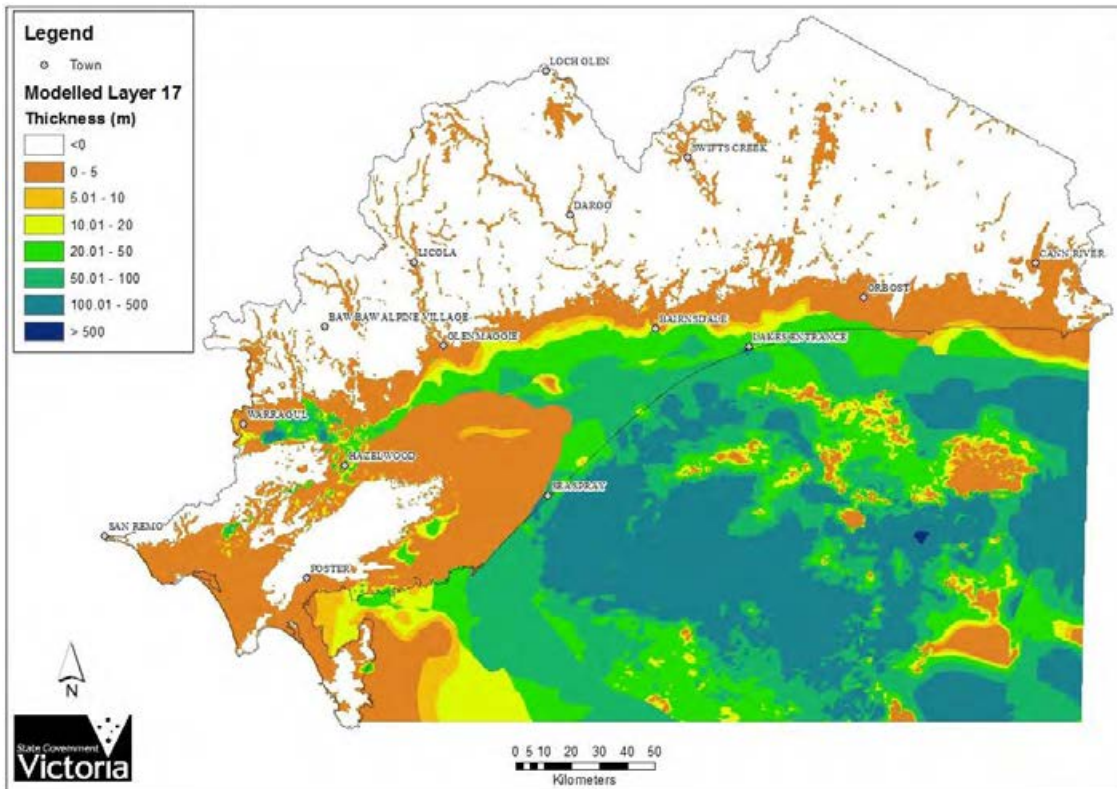 Legend
Town
Modelled Layer 17
Thickness (m)
<0
0 - 5
5.01 - 10
10.01 - 20
20.01 - 50
50.01 - 100
100.01 - 500
> 500
LOCH OLEN
SWIFTS CREEK
DARGO
LICOLA
CANN RIVER
ORBOST
BAW BAW ALPINE VILLAGE
BAIRNSDALE
GLENMAGGIE
LAKES ENTRANCE
WARRAGUL
HAZELWOOD
SEASPRAY
SAN REMO
FOSTER
N
State Government
Victoria
0 5 10 20 30 40 50
Kilometers